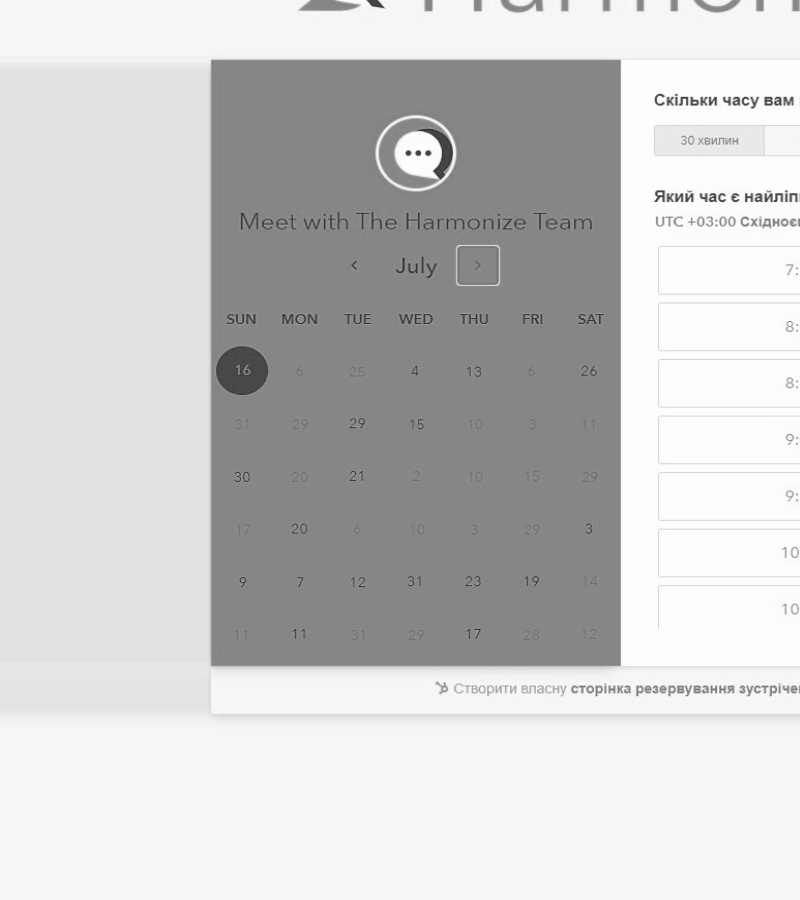 Meet with The Harmonize Team
July
SUN MON TUE WED THU FRI SAT
16 6 25 4 13 6 26
31 29 29 15 10 3 11
30 20 21 2 10 15 29
17 20 6 10 3 29 3
9 7 12 31 23 19 14
11 11 31 29 17 28 12
Скільки часу вам
30 хвилин
Який час є
UTC +03:00
7:
8:
8:
9:
9:
10
10
Створити власну сторінка резервування